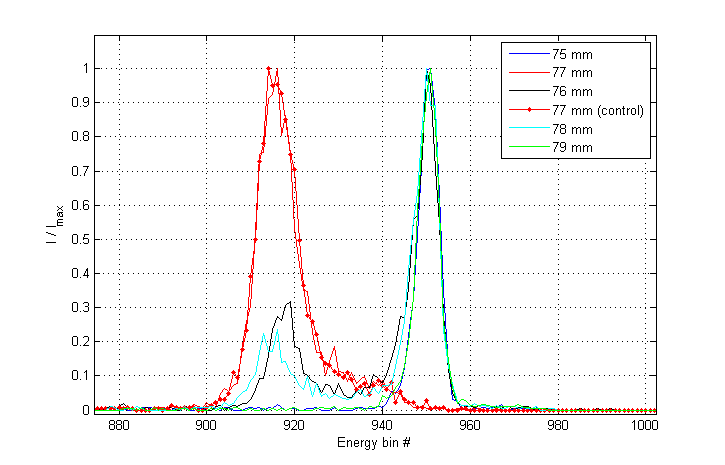 1
0.9
0.8
0.7
0.6
0.5
0.4
0.3
0.2
0.1
0
I / I_max
880 900 920 940 960 980 1000
Energy bin #
75 mm
77 mm
76 mm
77 mm (control)
78 mm
79 mm